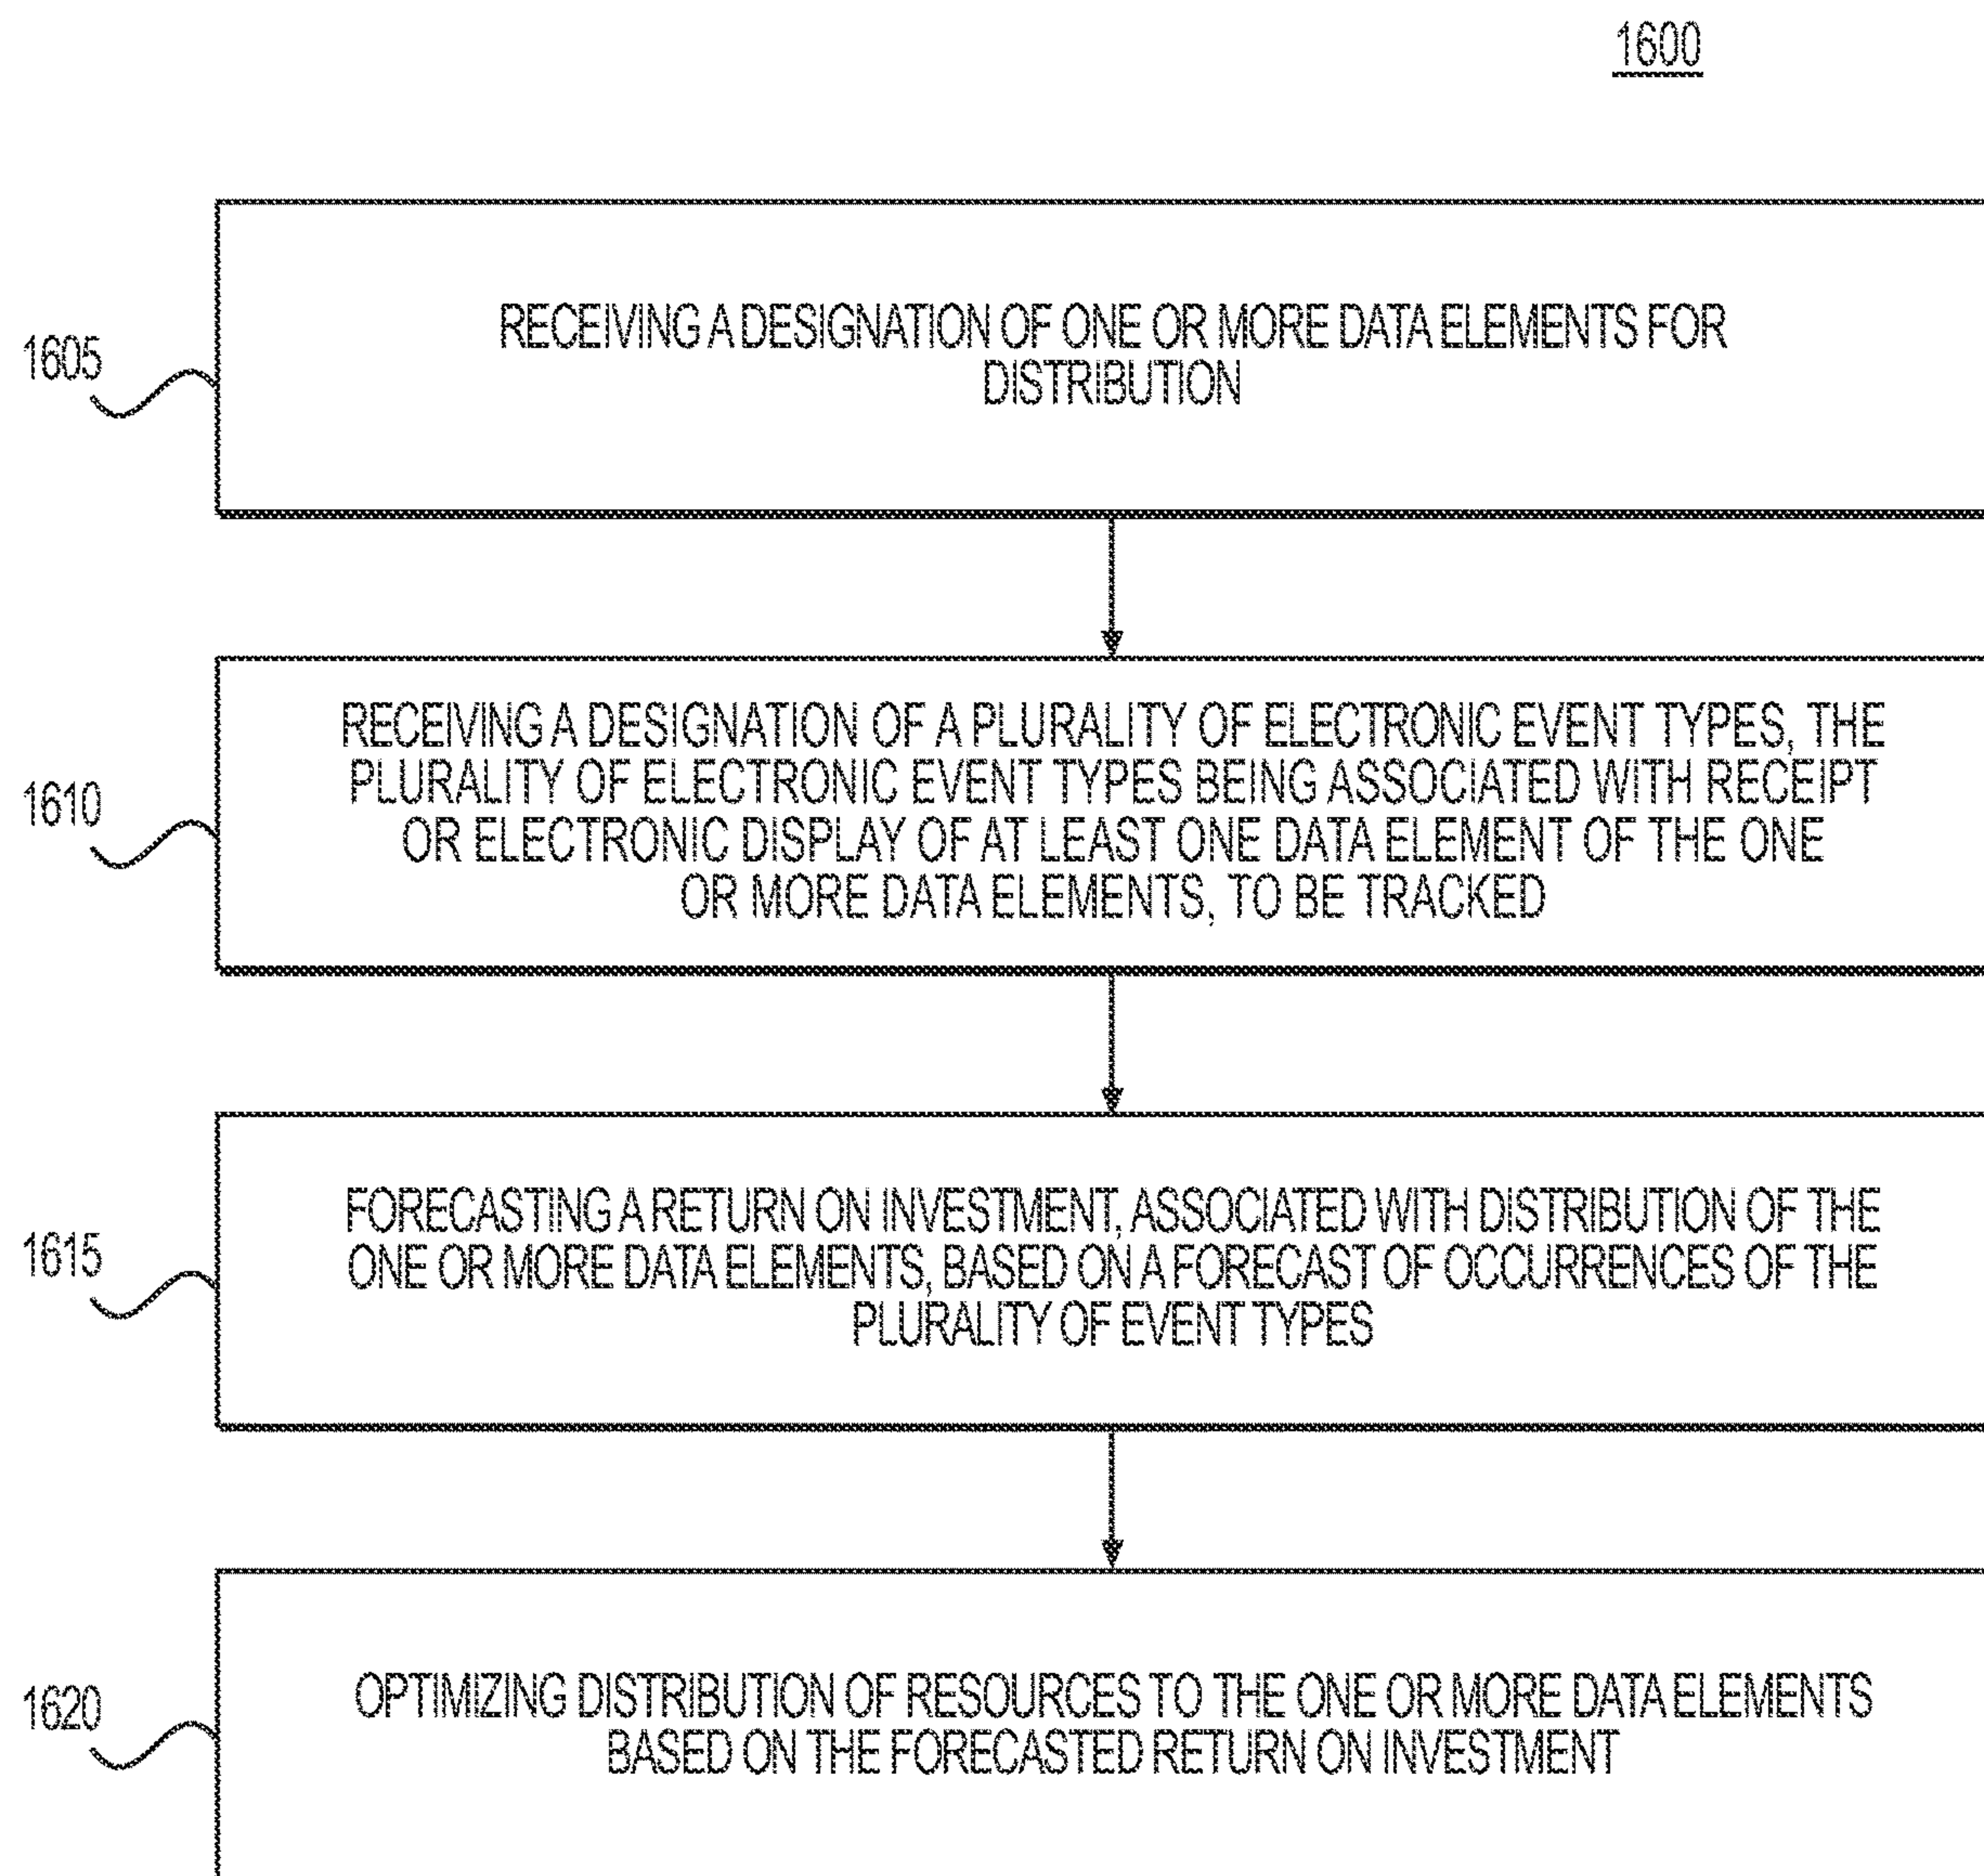 1600
1605
RECEIVING A DESIGNATION OF ONE OR MORE DATA ELEMENTS FOR
DISTRIBUTION
1610
RECEIVING A DESIGNATION OF A PLURALITY OF ELECTRONIC EVENT TYPES, THE
PLURALITY OF ELECTRONIC EVENT TYPES BEING ASSOCIATED WITH RECEIPT
OR ELECTRONIC DISPLAY OF AT LEAST ONE DATA ELEMENT OF THE ONE
OR MORE DATA ELEMENTS, TO BE TRACKED
1615
FORECASTING A RETURN ON INVESTMENT, ASSOCIATED WITH DISTRIBUTION OF THE
ONE OR MORE DATA ELEMENTS, BASED ON A FORECAST OF OCCURRENCES OF THE
PLURALITY OF EVENT TYPES
1620
OPTIMIZING DISTRIBUTION OF RESOURCES TO THE ONE OR MORE DATA ELEMENTS
BASED ON THE FORECASTED RETURN ON INVESTMENT